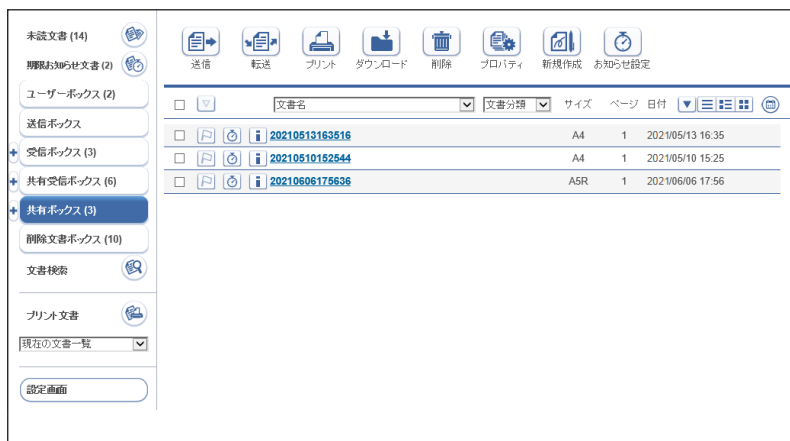 未読文書 (14)
期限お知らせ文書 (2)
ユーザーボックス (2)
送信ボックス
受信ボックス (3)
共有受信ボックス (6)
共有ボックス (3)
削除文書ボックス (10)
文書検索
プリント文書
現在の文書一覧
設定画面
送信 転送 プリント ダウンロード 削除 プロパティ 新規作成 お知らせ設定
文書名 文書分類 サイズ ページ 日付
20210513163516 A4 1 2021/05/13 16:35
20210510152544 A4 1 2021/05/10 15:25
20210606175636 A5R 1 2021/06/06 17:56